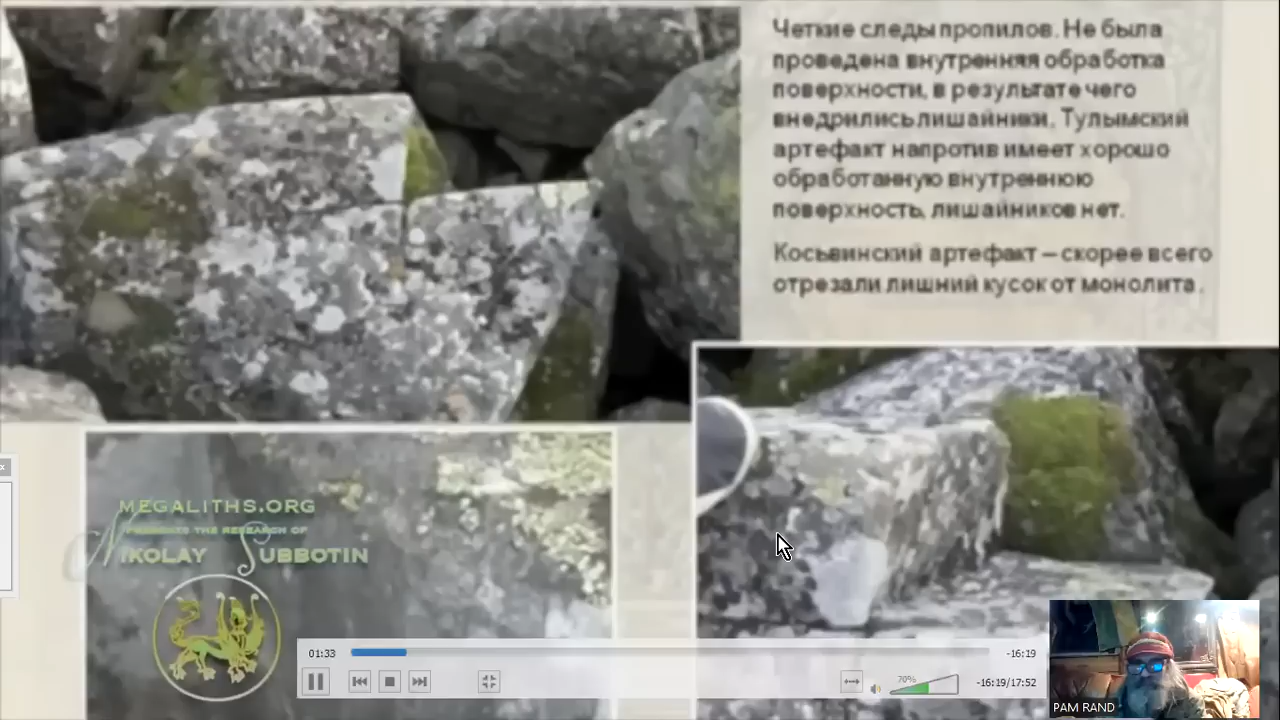 Четкие следы пропилов. Не была
проведена внутренняя обработка
поверхности, в результате чего
внедрились лишайники. Тулымский
артефакт напротив имеет хорошо
обработанную внутреннюю
поверхность, лишайников нет.
Косьвинский артефакт – скорее всего
отрезали лишний кусок от монолита.
MEGALITHS.ORG
PRESENTS THE RESEARCH OF
NIKOLAY SUBBOTIN
01:33
-16:19
70%
-16:19/17:52
PAM RAND